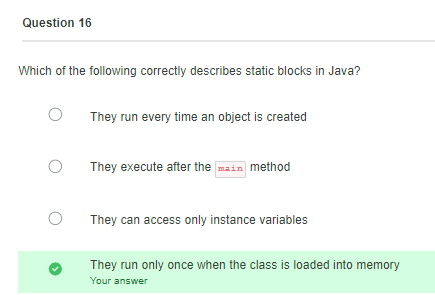 Question 16
Which of the following correctly describes static blocks in Java?
They run every time an object is created
They execute after the main method
They can access only instance variables
They run only once when the class is loaded into memory
Your answer